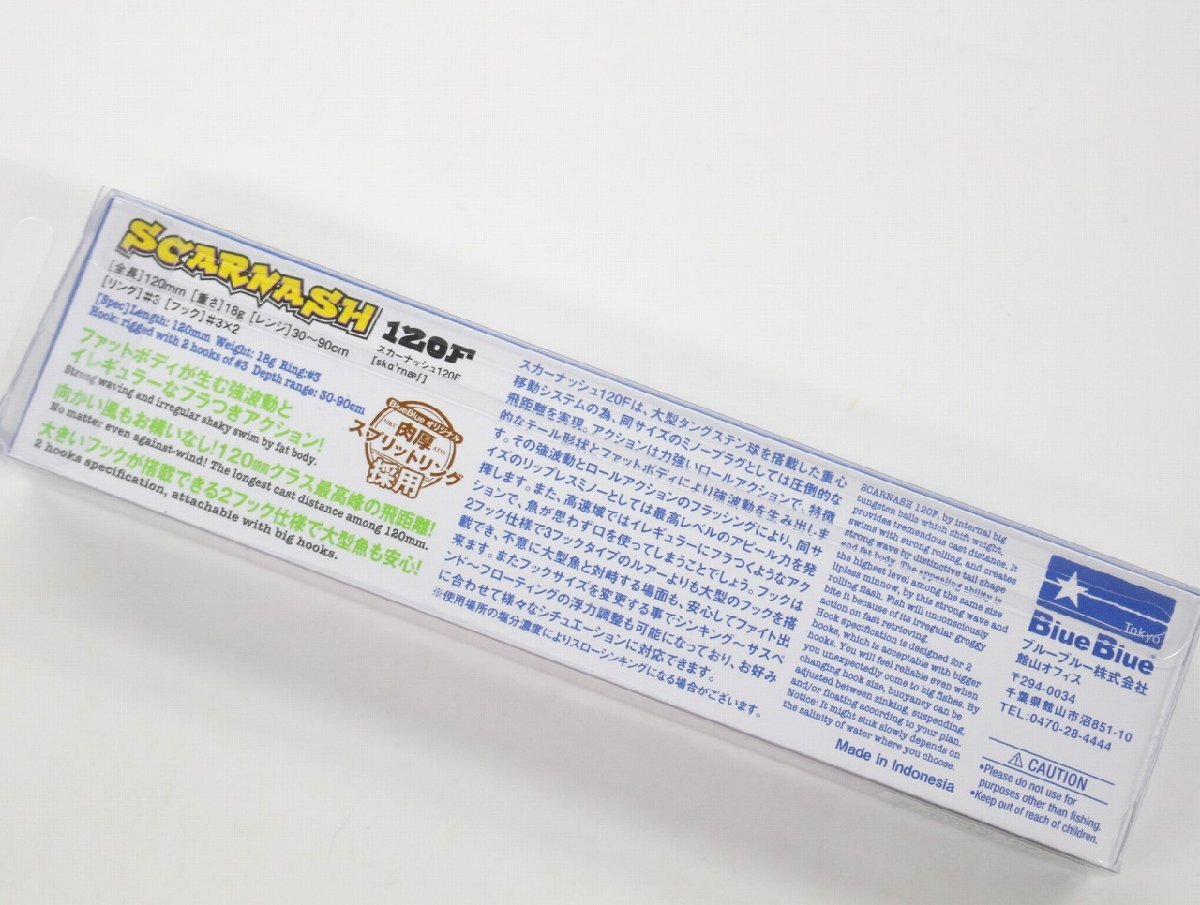 SCARNASH 120F
スカーナッシュ120F
[skɑ'rnæʃ]
[全長]120mm [重さ]18g [レンジ]30〜90cm
[リング]#3 [フック]#3×2
[Spec]Length: 120mm Weight: 18g Ring:#3
Hook: rigged with 2 hooks of #3 Depth range: 30-90cm
ファットボディが生む強波動と
イレギュラーなフラつきアクション!
Strong waving and irregular shaky swim by fat body.
向かい風もお構いなし!120mmクラス最高峰の飛距離!
No matter even against-wind! The longest cast distance among 120mm.
大きいフックが搭載できる2フック仕様で大型魚も安心!
2 hooks specification, attachable with big hooks.
BlueBlue オリジナル
肉厚
スプリットリング
採用
スカーナッシュ120Fは、大型タングステン球を搭載した重心
移動システムの為、同サイズのミノープラグとしては圧倒的な
飛距離を実現。アクションは力強いロールアクションで、特徴
的なテール形状とファットボディにより強波動を生み出しま
す。その強波動とロールアクションのフラッシングにより、同サ
イズのリップレスミノーとしては最高レベルのアピール力を発
揮します。また、高速域ではイレギュラーにフラつくようなアク
ションで、魚が思わず口を使ってしまうことでしょう。フックは
2フック仕様で3フックタイプのルアーよりも大型のフックを搭
載でき、不意に大型魚と対峙する場面も、安心してファイト出
来ます。またフックサイズを変更する事でシンキング〜サスペ
ンド〜フローティングの浮力調整も可能になっており、お好み
に合わせて様々なシチュエーションに対応できます。
※使用場所の塩分濃度によりスローシンキングになる場合がございます。
SCARNASH 120F, by internal big
tungsten balls which shift weight,
provides tremendous cast distance. It
swims with strong rolling, and creates
strong wave by distinctive tail shape
and fat body. The appealing ability is
the highest level among the same size
lipless minnow, by this strong wave and
rolling flash. Fish will unconsciously
bite it because of its irregular groggy
action on fast retrieving.
Hook specification is designed for 2
hooks, which is acceptable with bigger
hooks. You will feel reliable even when
you unexpectedly come to big fishes. By
changing hook size, buoyancy can be
adjusted between sinking, suspending,
and/or floating according to your plan.
Notice: It might sink slowly depends on
the salinity of water where you choose.
Made in Indonesia
Tokyo
BlueBlue
ブルーブルー株式会社
館山オフィス
〒294-0034
千葉県館山市沼851-10
TEL:0470-28-4444
⚠ CAUTION
•Please do not use for
purposes other than fishing.
•Keep out of reach of children.